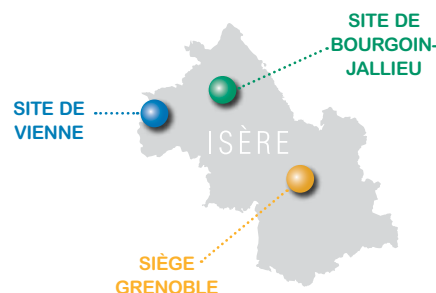 SITE DE
BOURGOIN-
JALLIEU
SITE DE
VIENNE
ISÈRE
SIÈGE
GRENOBLE